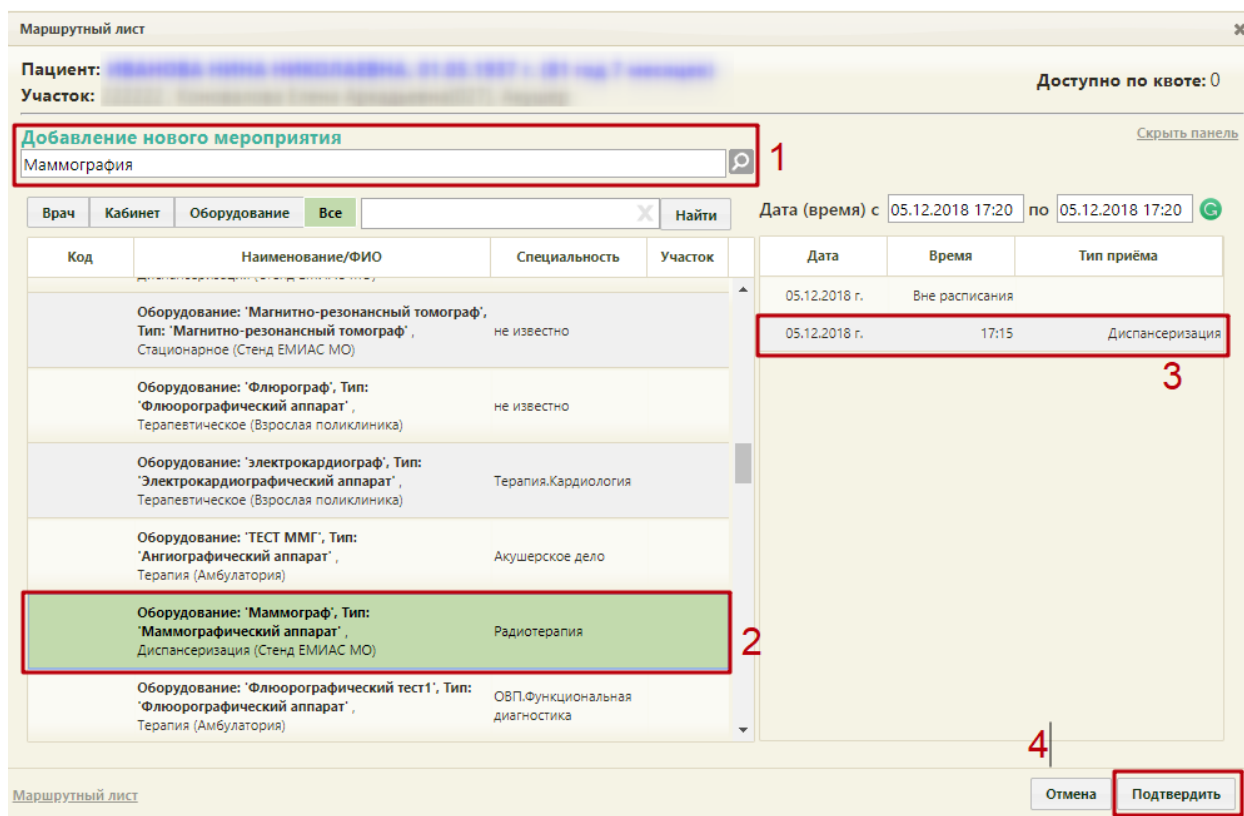 Маршрутный лист
Пациент:
Участок:
Доступно по квоте: 0
Добавление нового мероприятия
Скрыть панель
Маммография
1
Врач Кабинет Оборудование Все Найти
Дата (время) с 05.12.2018 17:20 по 05.12.2018 17:20
Код Наименование/ФИО Специальность Участок
Дата Время Тип приёма
05.12.2018 г. Вне расписания
05.12.2018 г. 17:15 Диспансеризация
3
Оборудование: 'Магнитно-резонансный томограф',
Тип: 'Магнитно-резонансный томограф' ,
Стационарное (Стенд ЕМИАС МО)
не известно
Оборудование: 'Флюрограф', Тип:
'Флюорографический аппарат' ,
Терапевтическое (Взрослая поликлиника)
не известно
Оборудование: 'электрокардиограф', Тип:
'Электрокардиографический аппарат' ,
Терапевтическое (Взрослая поликлиника)
Терапия.Кардиология
Оборудование: 'ТЕСТ ММГ', Тип:
'Ангиографический аппарат' ,
Терапия (Амбулатория)
Акушерское дело
Оборудование: 'Маммограф', Тип:
'Маммографический аппарат' ,
Диспансеризация (Стенд ЕМИАС МО)
Радиотерапия
2
Оборудование: 'Флюорографический тест1', Тип:
'Флюорографический аппарат' ,
Терапия (Амбулатория)
ОВП.Функциональная
диагностика
4
Маршрутный лист
Отмена Подтвердить